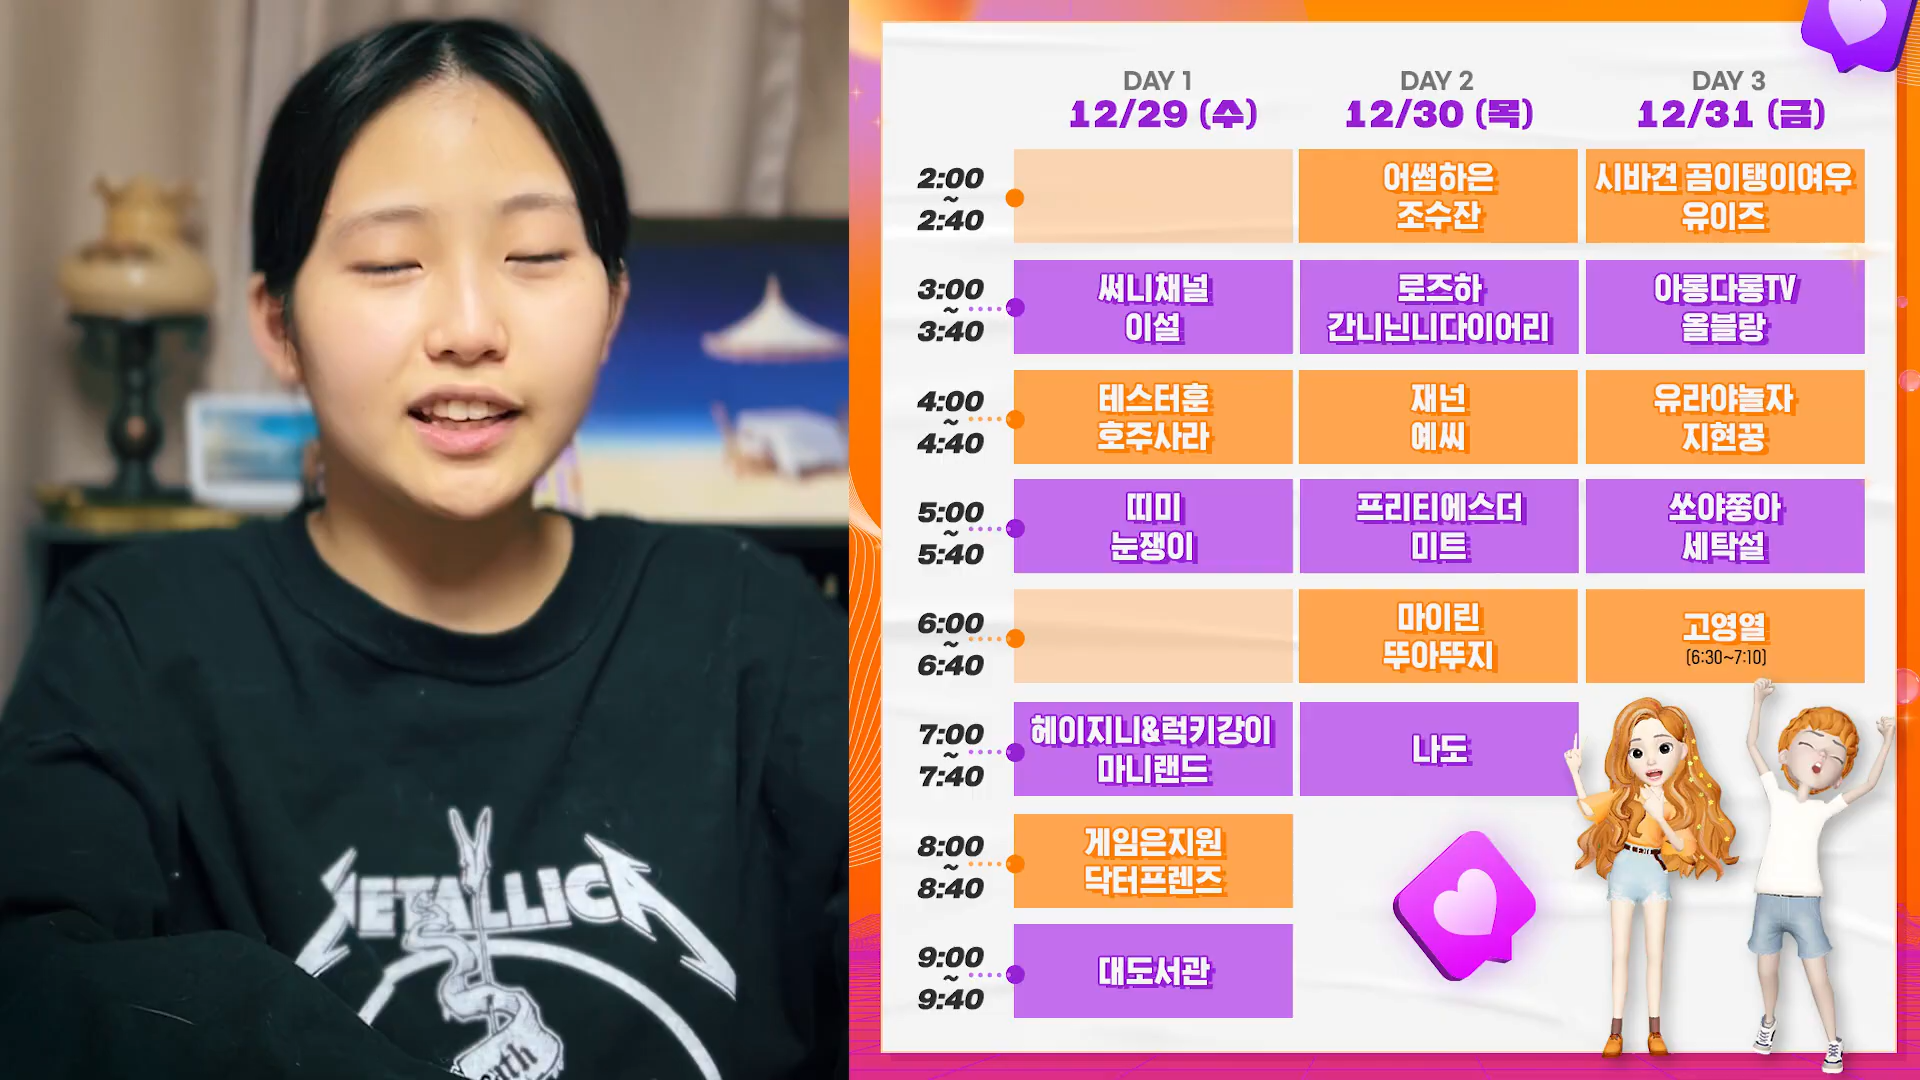 DAY 1
12/29 (수)
DAY 2
12/30 (목)
DAY 3
12/31 (금)
2:00
~
2:40
어썸하은
조수잔
시바견 곰이탱이여우
유이즈
3:00
~
3:40
써니채널
이설
로즈하
간니닌니다이어리
아롱다롱TV
올블랑
4:00
~
4:40
테스터훈
호주사라
재넌
예씨
유라야놀자
지현꿍
5:00
~
5:40
띠미
눈쟁이
프리티에스더
미트
쏘야쭝아
세탁설
6:00
~
6:40
마이린
뚜아뚜지
고영열
(6:30~7:10)
7:00
~
7:40
헤이지니&럭키강이
마니랜드
나도
8:00
~
8:40
게임은지원
닥터프렌즈
9:00
~
9:40
대도서관
METALLICA